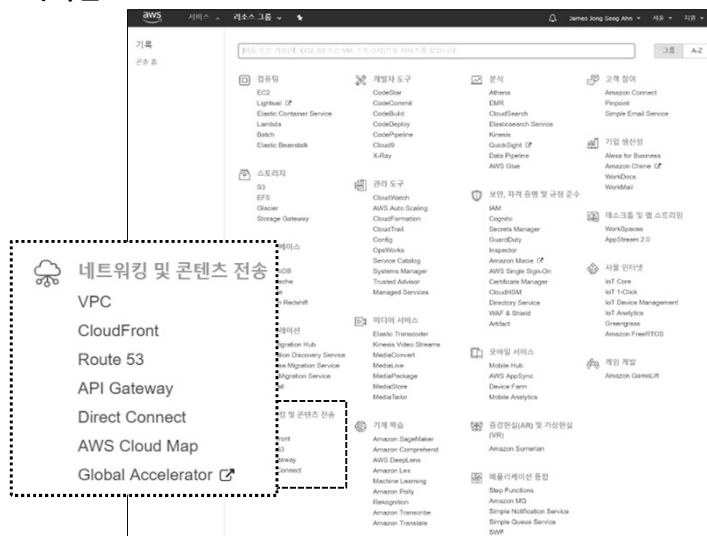 aws 서비스 리소스 그룹
James Jong Seog Ahn 서울 지원
기록
콘솔 홈
그룹 A-Z
컴퓨팅
EC2
Lightsail
Elastic Container Service
Lambda
Batch
Elastic Beanstalk
스토리지
S3
EFS
Glacier
Storage Gateway
네트워킹 및 콘텐츠 전송
VPC
CloudFront
Route 53
API Gateway
Direct Connect
AWS Cloud Map
Global Accelerator
개발자 도구
CodeStar
CodeCommit
CodeBuild
CodeDeploy
CodePipeline
Cloud9
X-Ray
관리 도구
CloudWatch
AWS Auto Scaling
CloudFormation
CloudTrail
Config
OpsWorks
Service Catalog
Systems Manager
Trusted Advisor
Managed Services
미디어 서비스
Elastic Transcoder
Kinesis Video Streams
MediaConvert
MediaLive
MediaPackage
MediaStore
MediaTailor
기계 학습
Amazon SageMaker
Amazon Comprehend
AWS DeepLens
Amazon Lex
Machine Learning
Amazon Polly
Rekognition
Amazon Transcribe
Amazon Translate
분석
Athena
EMR
CloudSearch
Elasticsearch Service
Kinesis
QuickSight
Data Pipeline
AWS Glue
보안, 자격 증명 및 규정 준수
IAM
Cognito
Secrets Manager
GuardDuty
Inspector
Amazon Macie
AWS Single Sign-On
Certificate Manager
CloudHSM
Directory Service
WAF & Shield
Artifact
모바일 서비스
Mobile Hub
AWS AppSync
Device Farm
Mobile Analytics
증강현실(AR) 및 가상현실
(VR)
Amazon Sumerian
애플리케이션 통합
Step Functions
Amazon MQ
Simple Notification Service
Simple Queue Service
SWF
고객 참여
Amazon Connect
Pinpoint
Simple Email Service
기업 생산성
Alexa for Business
Amazon Chime
WorkDocs
WorkMail
데스크톱 및 앱 스트리밍
WorkSpaces
AppStream 2.0
사물 인터넷
IoT Core
IoT 1-Click
IoT Device Management
IoT Analytics
Greengrass
Amazon FreeRTOS
게임 개발
Amazon GameLift